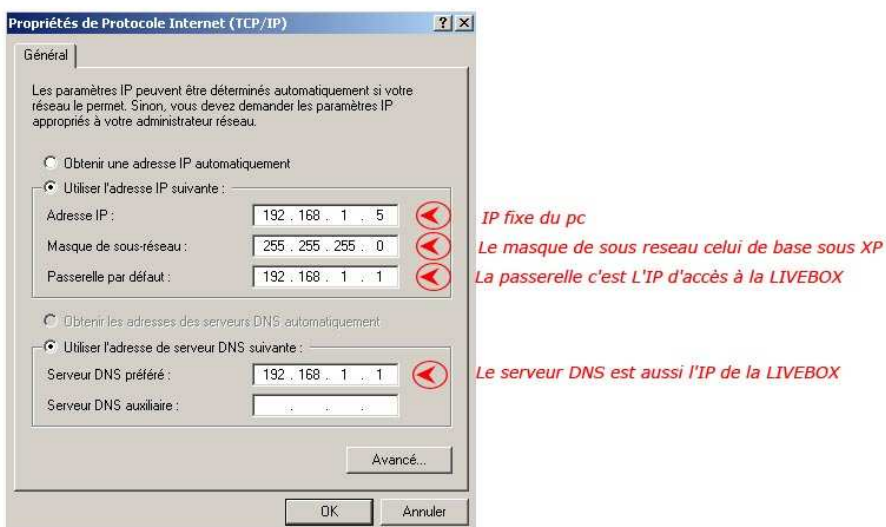 Propriétés de Protocole Internet (TCP/IP)
Général
Les paramètres IP peuvent être déterminés automatiquement si votre
réseau le permet. Sinon, vous devez demander les paramètres IP
appropriés à votre administrateur réseau.
Obtenir une adresse IP automatiquement
Utiliser l'adresse IP suivante :
Adresse IP : 192 . 168 . 1 . 5 IP fixe du pc
Masque de sous-réseau : 255 . 255 . 255 . 0 Le masque de sous reseau celui de base sous XP
Passerelle par défaut : 192 . 168 . 1 . 1 La passerelle c'est L'IP d'accès à la LIVEBOX
Obtenir les adresses des serveurs DNS automatiquement
Utiliser l'adresse de serveur DNS suivante :
Serveur DNS préféré : 192 . 168 . 1 . 1 Le serveur DNS est aussi l'IP de la LIVEBOX
Serveur DNS auxiliaire : . . .
Avancé...
OK Annuler